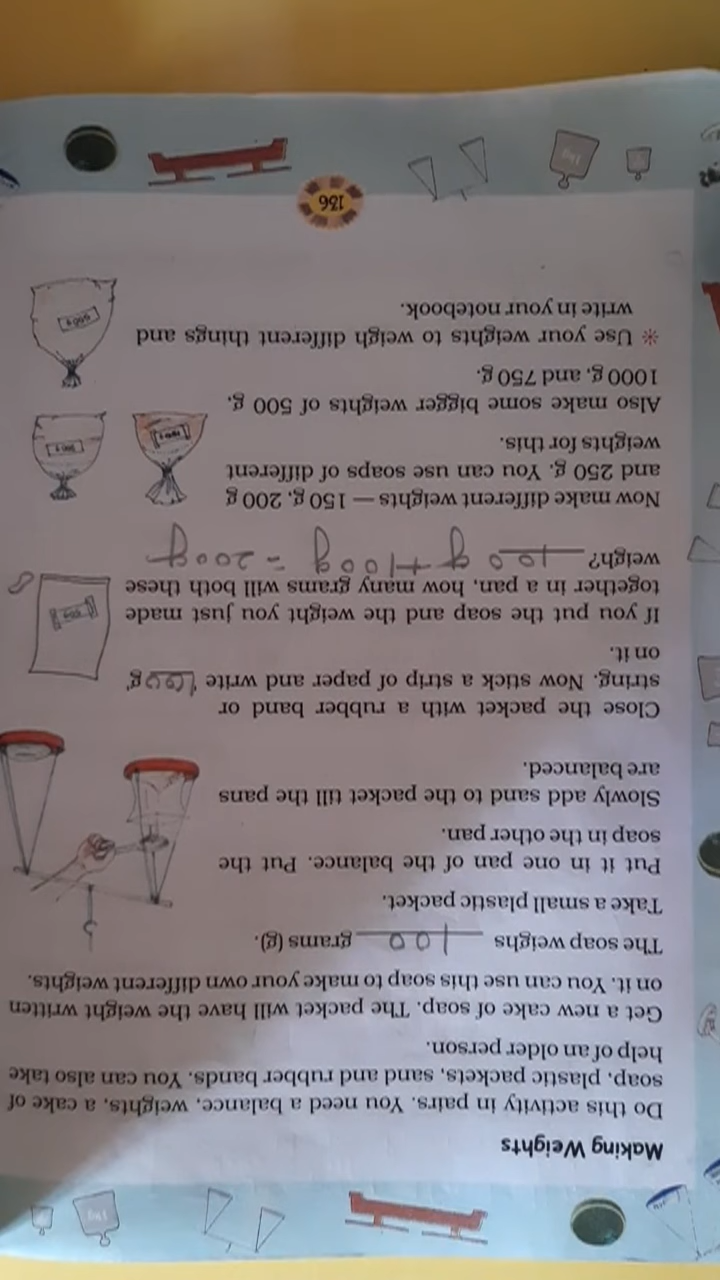 Making Weights
Do this activity in pairs. You need a balance, weights, a cake of
soap, plastic packets, sand and rubber bands. You can also take
help of an older person.
Get a new cake of soap. The packet will have the weight written
on it. You can use this soap to make your own different weights.
The soap weighs 100 grams (g).
Take a small plastic packet.
Put it in one pan of the balance. Put the
soap in the other pan.
Slowly add sand to the packet till the pans
are balanced.
Close the packet with a rubber band or
string. Now stick a strip of paper and write '100 g'
on it.
If you put the soap and the weight you just made
together in a pan, how many grams will both these
weigh? 100 g + 100 g = 200g
Now make different weights — 150 g, 200 g
and 250 g. You can use soaps of different
weights for this.
Also make some bigger weights of 500 g,
1000 g, and 750 g.
* Use your weights to weigh different things and
write in your notebook.
136